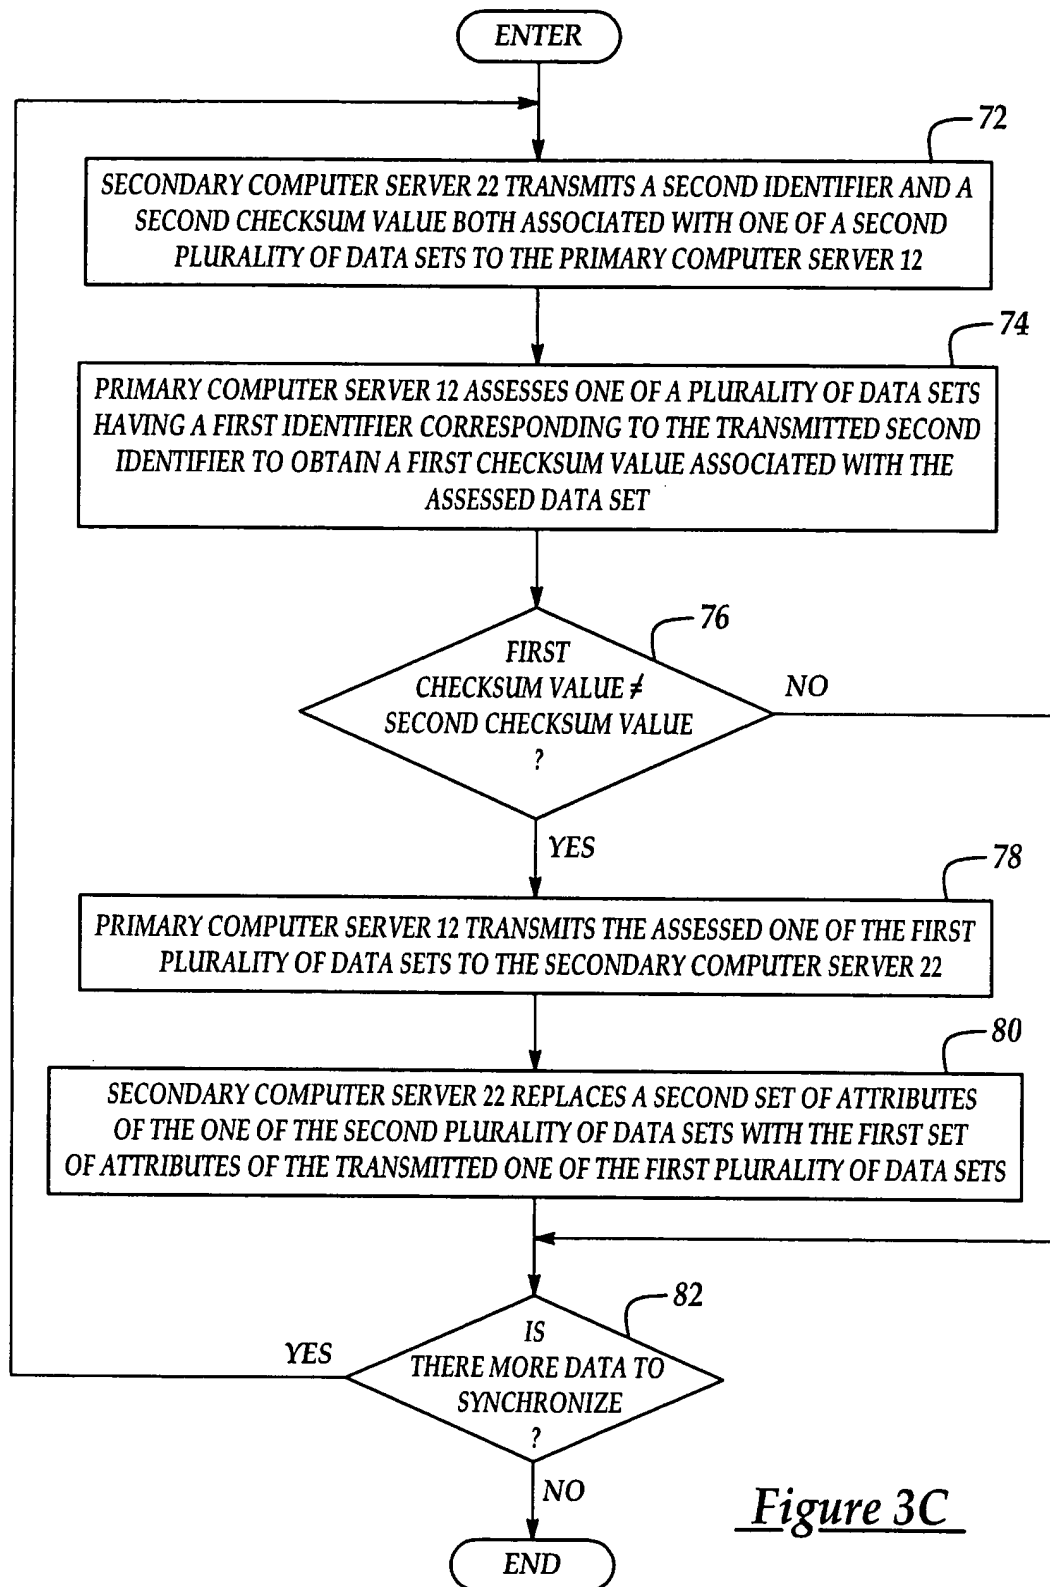 ENTER
72
SECONDARY COMPUTER SERVER 22 TRANSMITS A SECOND IDENTIFIER AND A
SECOND CHECKSUM VALUE BOTH ASSOCIATED WITH ONE OF A SECOND
PLURALITY OF DATA SETS TO THE PRIMARY COMPUTER SERVER 12
74
PRIMARY COMPUTER SERVER 12 ASSESSES ONE OF A PLURALITY OF DATA SETS
HAVING A FIRST IDENTIFIER CORRESPONDING TO THE TRANSMITTED SECOND
IDENTIFIER TO OBTAIN A FIRST CHECKSUM VALUE ASSOCIATED WITH THE
ASSESSED DATA SET
76
FIRST
CHECKSUM VALUE ≠
SECOND CHECKSUM VALUE
?
NO
YES
78
PRIMARY COMPUTER SERVER 12 TRANSMITS THE ASSESSED ONE OF THE FIRST
PLURALITY OF DATA SETS TO THE SECONDARY COMPUTER SERVER 22
80
SECONDARY COMPUTER SERVER 22 REPLACES A SECOND SET OF ATTRIBUTES
OF THE ONE OF THE SECOND PLURALITY OF DATA SETS WITH THE FIRST SET
OF ATTRIBUTES OF THE TRANSMITTED ONE OF THE FIRST PLURALITY OF DATA SETS
82
YES
IS
THERE MORE DATA TO
SYNCHRONIZE
?
NO
Figure 3C
END